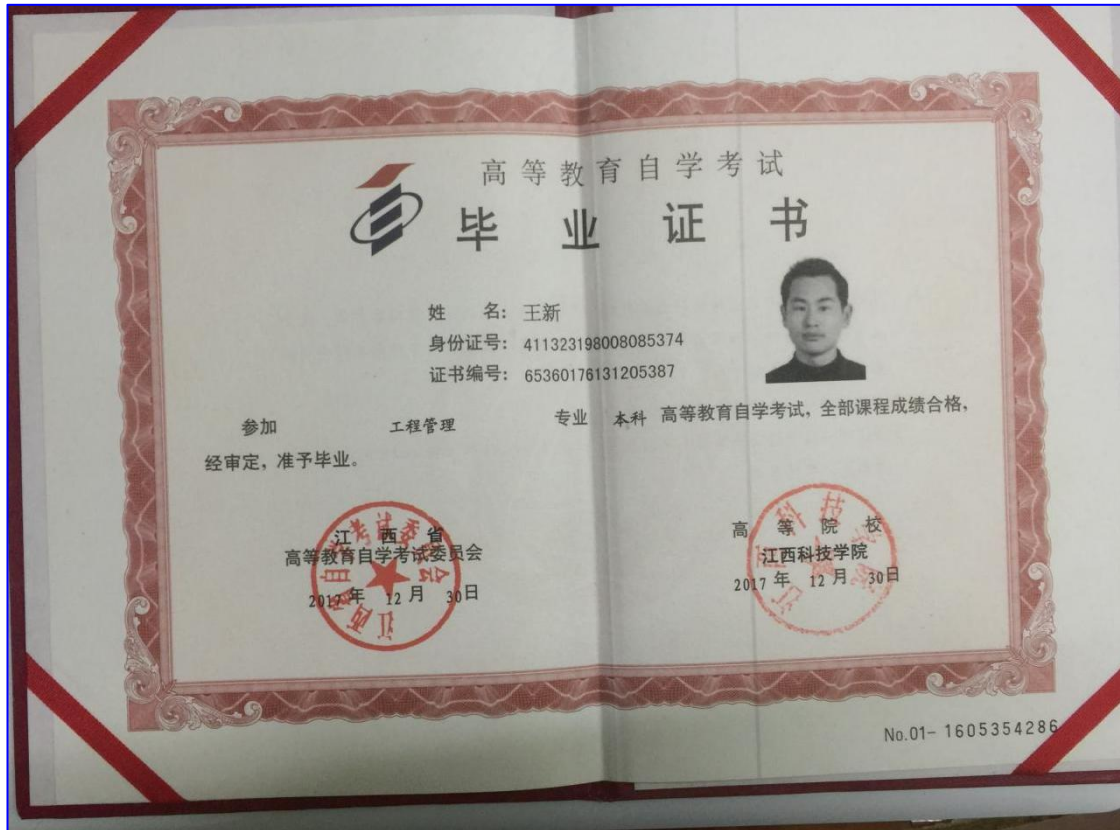 高等教育自学考试
毕业证书
姓 名: 王新
身份证号: 411323198008085374
证书编号: 65360176131205387
参加 工程管理 专业 本科 高等教育自学考试, 全部课程成绩合格,
经审定, 准予毕业。
江西省
高等教育自学考试委员会
2017年 12月 30日
高等院校
江西科技学院
2017年 12月 30日
No.01- 1605354286